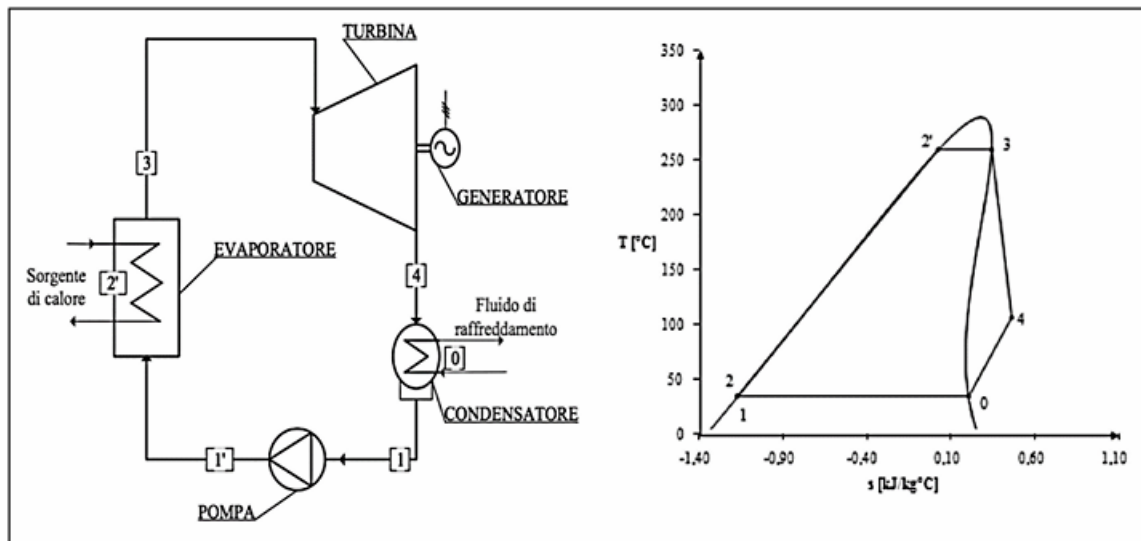 TURBINA
[3]
GENERATORE
EVAPORATORE
Sorgente
di calore
[2']
[4]
Fluido di
raffreddamento
[0]
CONDENSATORE
[1']
[1]
POMPA
350
300
250
200
150
100
50
0
T [°C]
2'
3
4
2
1
0
-1,40
-0,90
-0,40
0,10
0,60
1,10
s [kJ/kg°C]